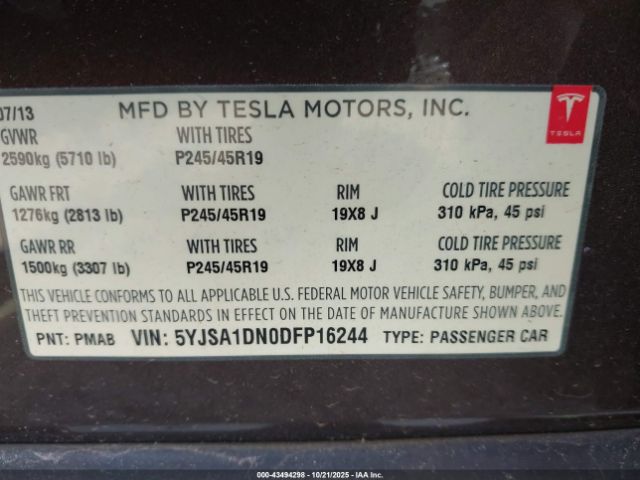 07/13 MFD BY TESLA MOTORS, INC.
TESLA
GVWR WITH TIRES
2590kg (5710 lb) P245/45R19
GAWR FRT WITH TIRES RIM COLD TIRE PRESSURE
1276kg (2813 lb) P245/45R19 19X8 J 310 kPa, 45 psi
GAWR RR WITH TIRES RIM COLD TIRE PRESSURE
1500kg (3307 lb) P245/45R19 19X8 J 310 kPa, 45 psi
THIS VEHICLE CONFORMS TO ALL APPLICABLE U.S. FEDERAL MOTOR VEHICLE SAFETY, BUMPER, AND
THEFT PREVENTION STANDARDS IN EFFECT ON THE DATE OF MANUFACTURE SHOWN ABOVE.
PNT: PMAB VIN: 5YJSA1DN0DFP16244 TYPE: PASSENGER CAR
000-43494298 - 10/21/2025 - IAA Inc.